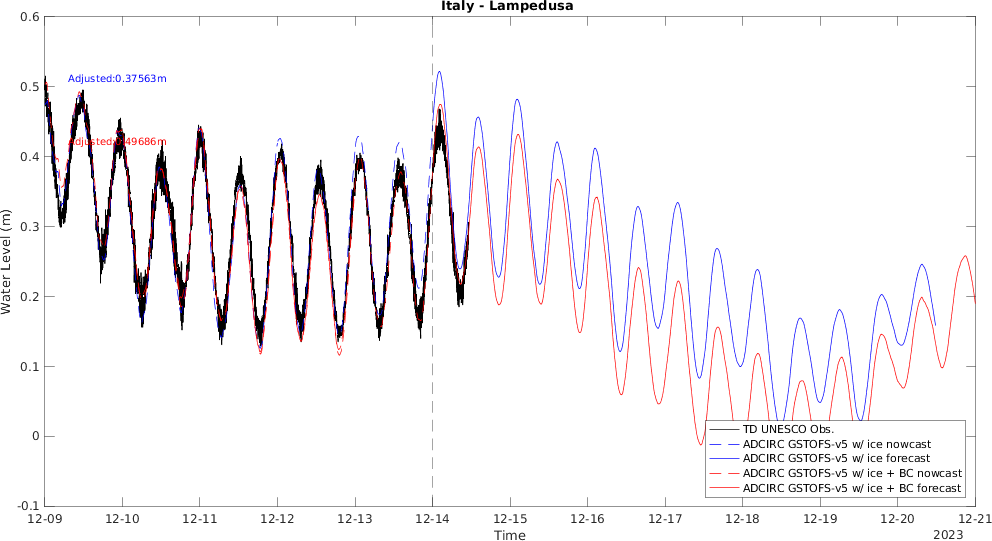 Italy - Lampedusa
0.6
0.5
0.4
0.3
0.2
0.1
0
-0.1
Water Level (m)
Adjusted:0.37563m
Adjusted:0.49686m
TD UNESCO Obs.
ADCIRC GSTOFS-v5 w/ ice nowcast
ADCIRC GSTOFS-v5 w/ ice forecast
ADCIRC GSTOFS-v5 w/ ice + BC nowcast
ADCIRC GSTOFS-v5 w/ ice + BC forecast
12-09 12-10 12-11 12-12 12-13 12-14 12-15 12-16 12-17 12-18 12-19 12-20 12-21
Time
2023